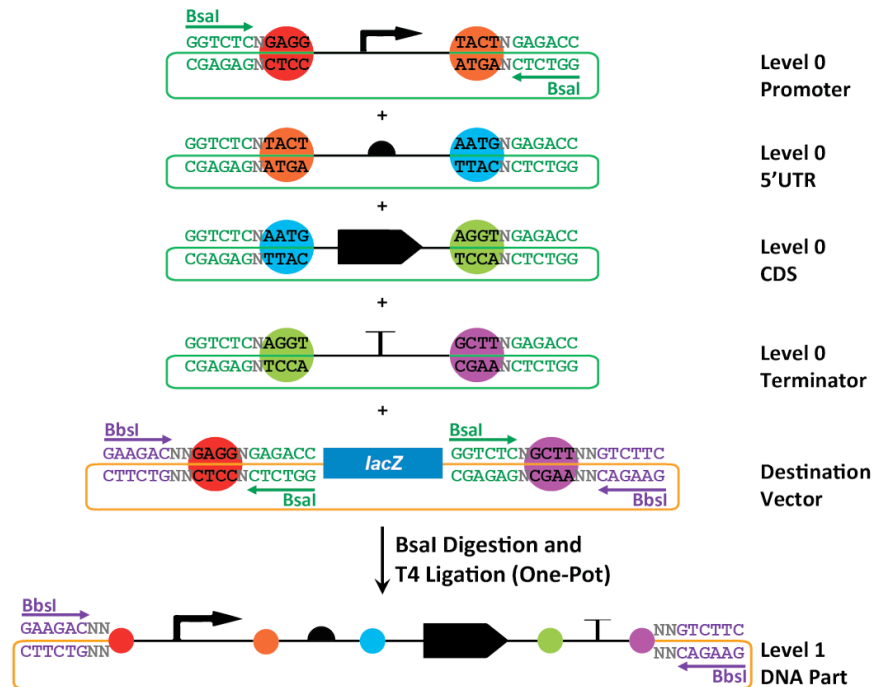 BsaI
GGTCTCNGAGG TACTNGAGACC
CGAGAGNCTCC ATGANCTCTGG
BsaI
Level 0
Promoter
+
GGTCTCNTACT AATGNGAGACC
CGAGAGNATGA TTACNCTCTGG
Level 0
5'UTR
+
GGTCTCNAATG AGGTNGAGACC
CGAGAGNTTAC TCCANCTCTGG
Level 0
CDS
+
GGTCTCNAGGT GCTTNGAGACC
CGAGAGNTCCA CGAANCTCTGG
Level 0
Terminator
+
BbsI BsaI
GAAGACNNGAGGNGAGACC lacZ GGTCTCNGCTTNNGTCTTC
CTTCTGNNCTCCNCTCTGG CGAGAGNCGAANNCAGAAG
BsaI BbsI
Destination
Vector
BsaI Digestion and
T4 Ligation (One-Pot)
BbsI
GAAGACNN NNGTCTTC
CTTCTGNN NNCAGAAG
BbsI
Level 1
DNA Part